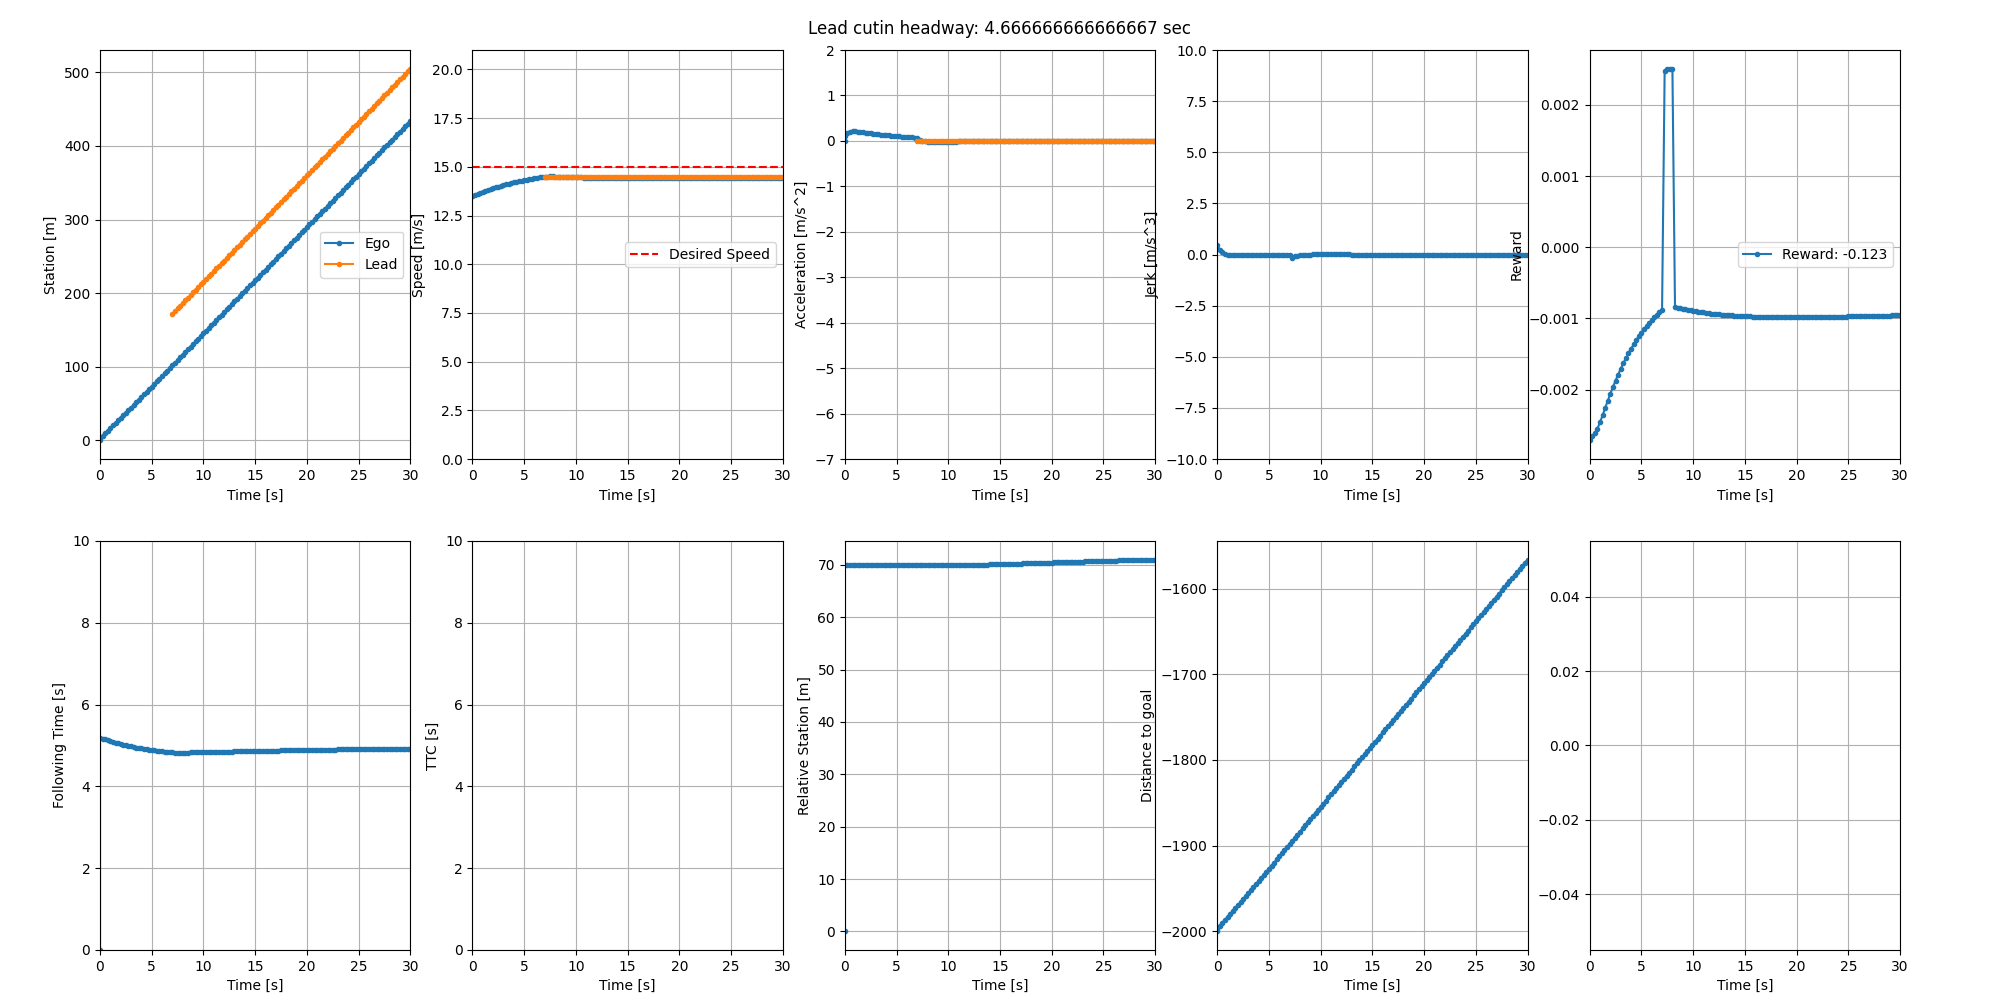 Lead cutin headway: 4.666666666666667 sec
Station [m]
500
400
300
200
100
0
Ego
Lead
0 5 10 15 20 25 30
Time [s]
Speed [m/s]
20.0
17.5
15.0
12.5
10.0
7.5
5.0
2.5
0.0
Desired Speed
0 5 10 15 20 25 30
Time [s]
Acceleration [m/s^2]
2
1
0
−1
−2
−3
−4
−5
−6
−7
0 5 10 15 20 25 30
Time [s]
Jerk [m/s^3]
10.0
7.5
5.0
2.5
0.0
−2.5
−5.0
−7.5
−10.0
0 5 10 15 20 25 30
Time [s]
Reward
0.002
0.001
0.000
−0.001
−0.002
Reward: -0.123
0 5 10 15 20 25 30
Time [s]
Following Time [s]
10
8
6
4
2
0
0 5 10 15 20 25 30
Time [s]
TTC [s]
10
8
6
4
2
0
0 5 10 15 20 25 30
Time [s]
Relative Station [m]
70
60
50
40
30
20
10
0
0 5 10 15 20 25 30
Time [s]
Distance to goal
−1600
−1700
−1800
−1900
−2000
0 5 10 15 20 25 30
Time [s]
0.04
0.02
0.00
−0.02
−0.04
0 5 10 15 20 25 30
Time [s]